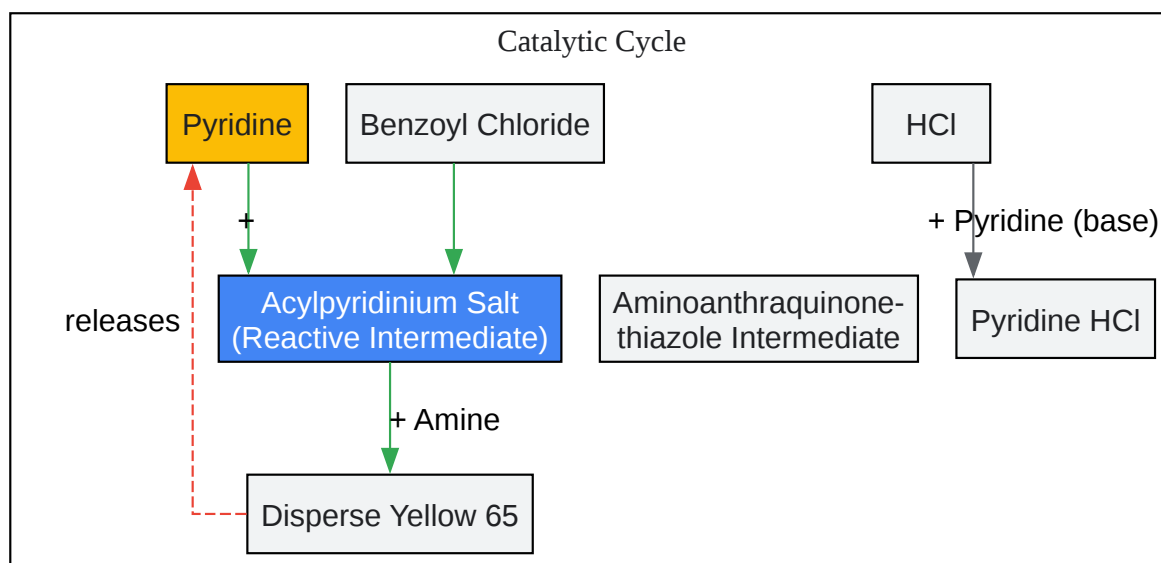 Catalytic Cycle
Pyridine
Benzoyl Chloride
HCl
+
+ Pyridine (base)
releases
Acylpyridinium Salt
(Reactive Intermediate)
Aminoanthraquinone-
thiazole Intermediate
Pyridine HCl
+ Amine
Disperse Yellow 65